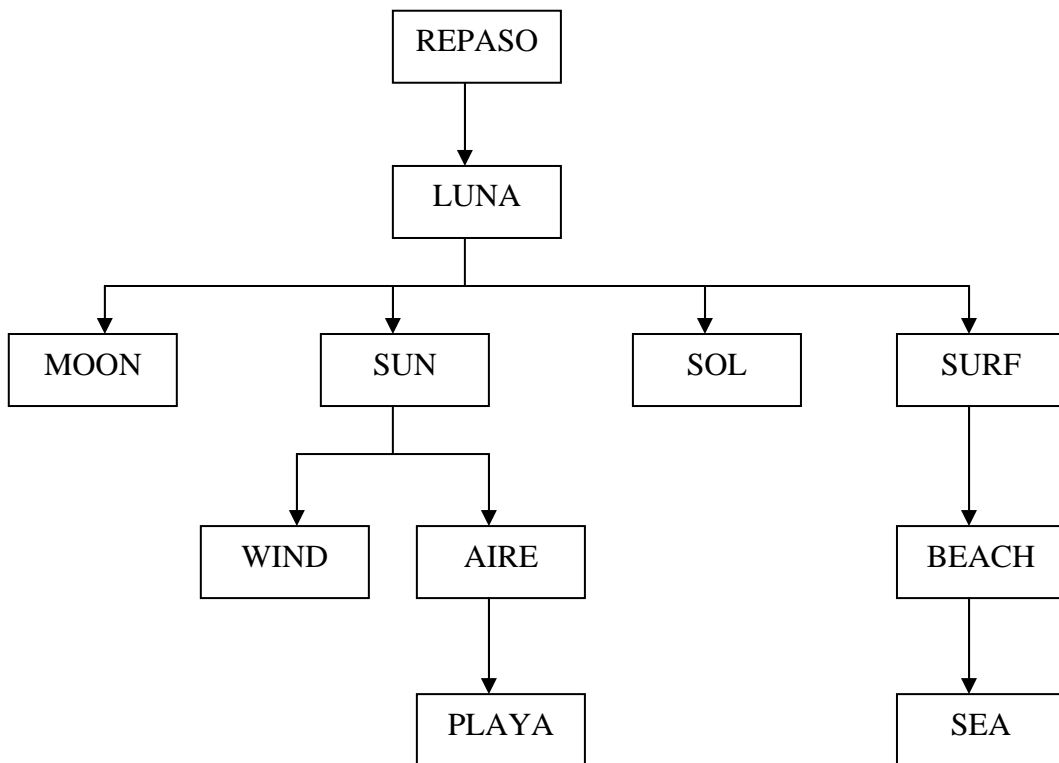 REPASO
LUNA
MOON
SUN
SOL
SURF
WIND
AIRE
BEACH
PLAYA
SEA